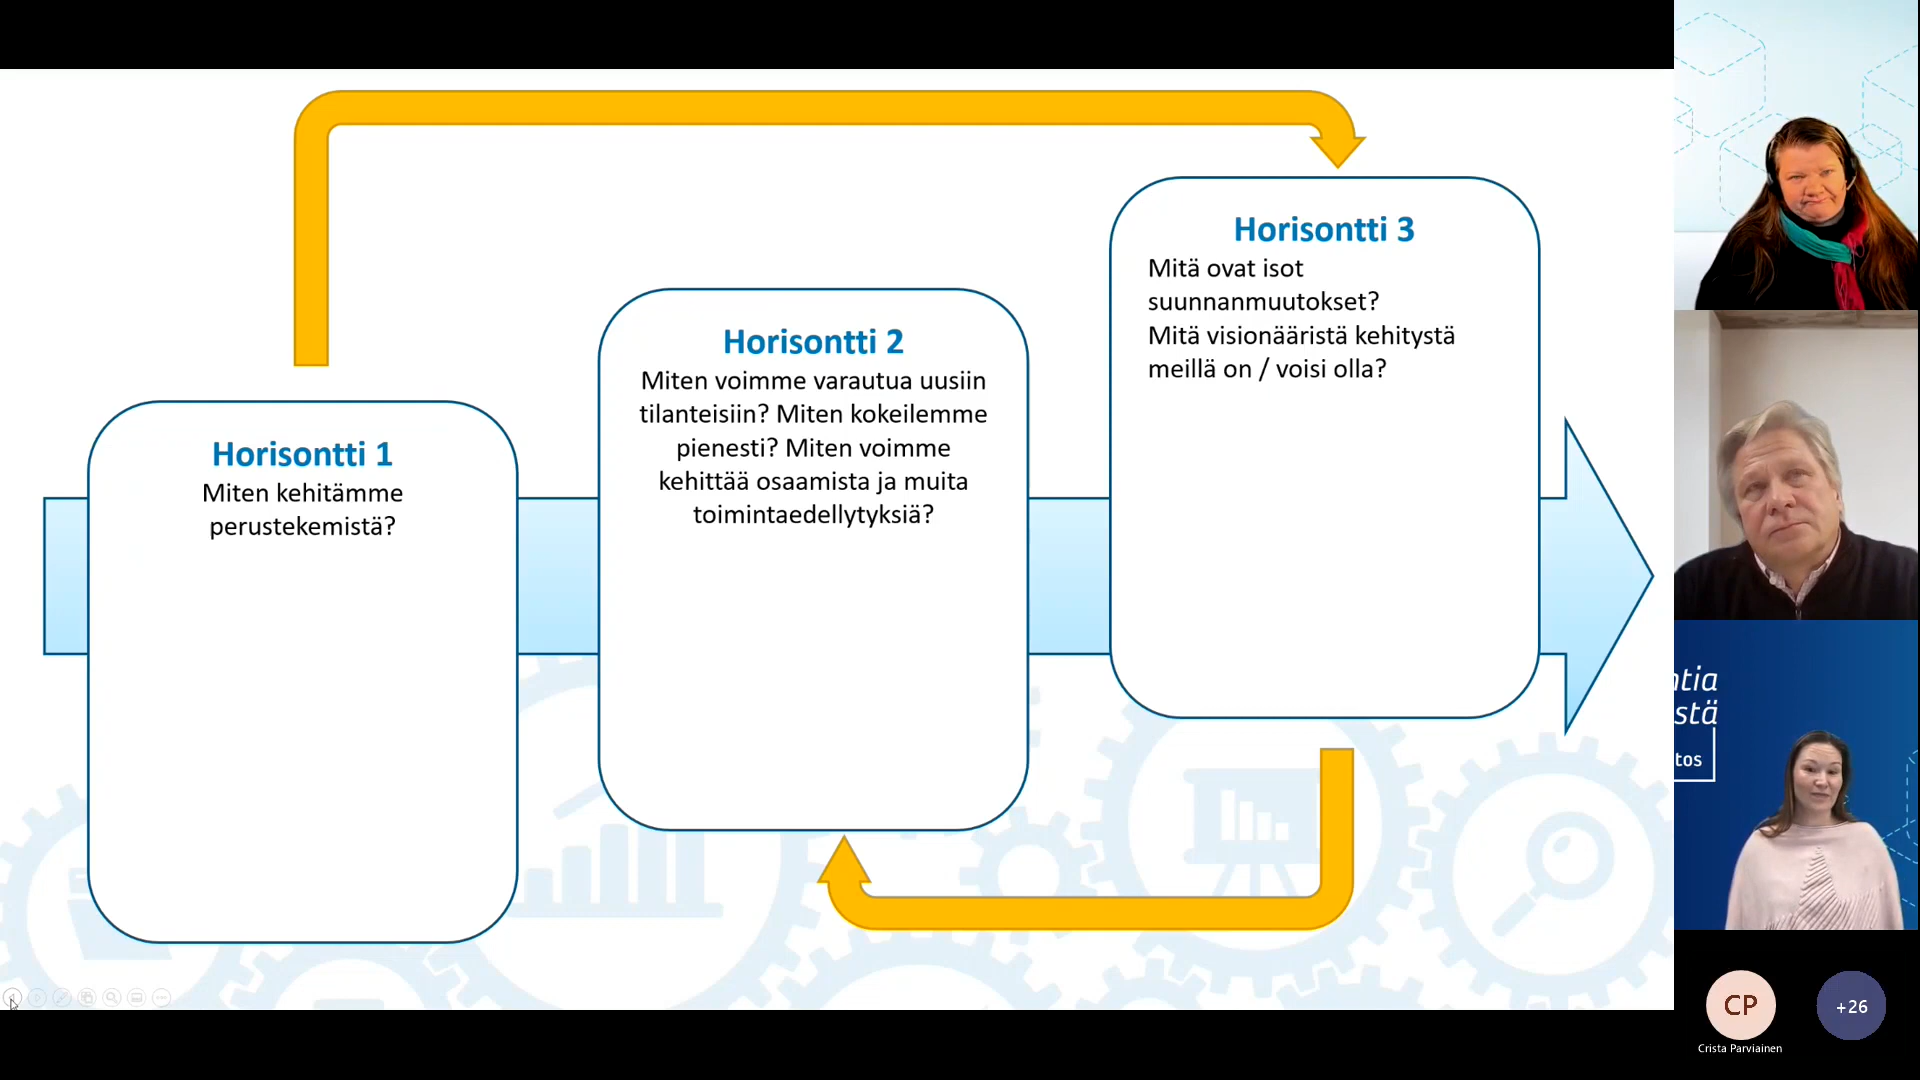 Horisontti 1
Miten kehitämme
perustekemistä?
Horisontti 2
Miten voimme varautua uusiin
tilanteisiin? Miten kokeilemme
pienesti? Miten voimme
kehittää osaamista ja muita
toimintaedellytyksiä?
Horisontti 3
Mitä ovat isot
suunnanmuutokset?
Mitä visionääristä kehitystä
meillä on / voisi olla?
ntia
stä
tos
CP
+26
Crista Parviainen